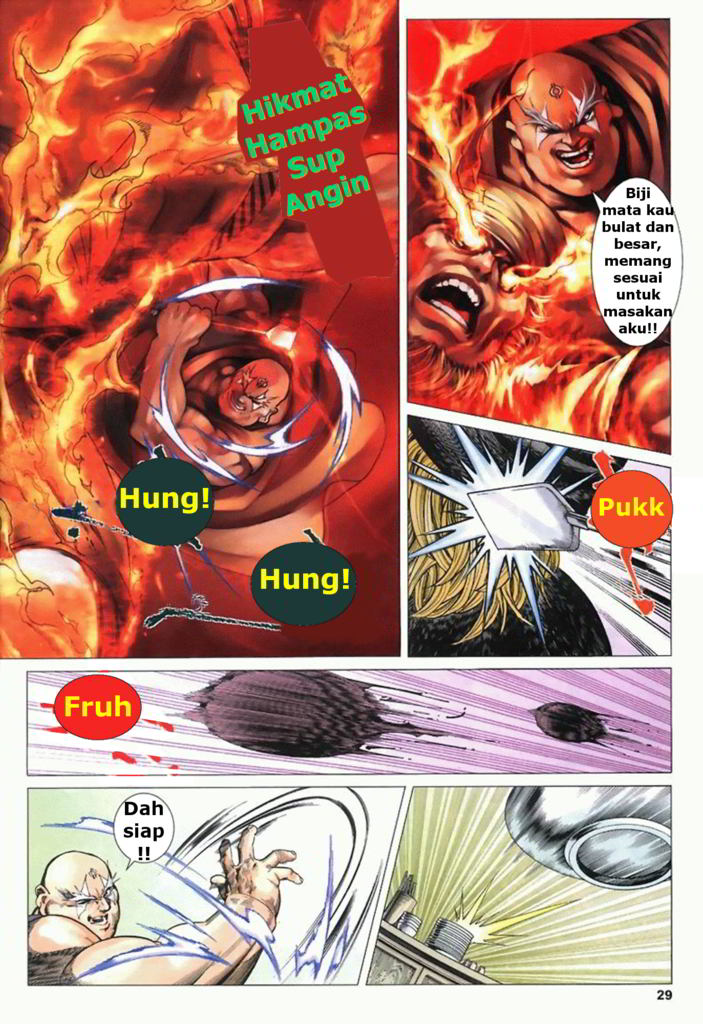 Hikmat
Hampas
Sup
Angin
Biji
mata kau
bulat dan
besar,
memang
sesuai
untuk
masakan
aku!!
Hung!
Hung!
Pukk
Fruh
Dah
siap
!!
29